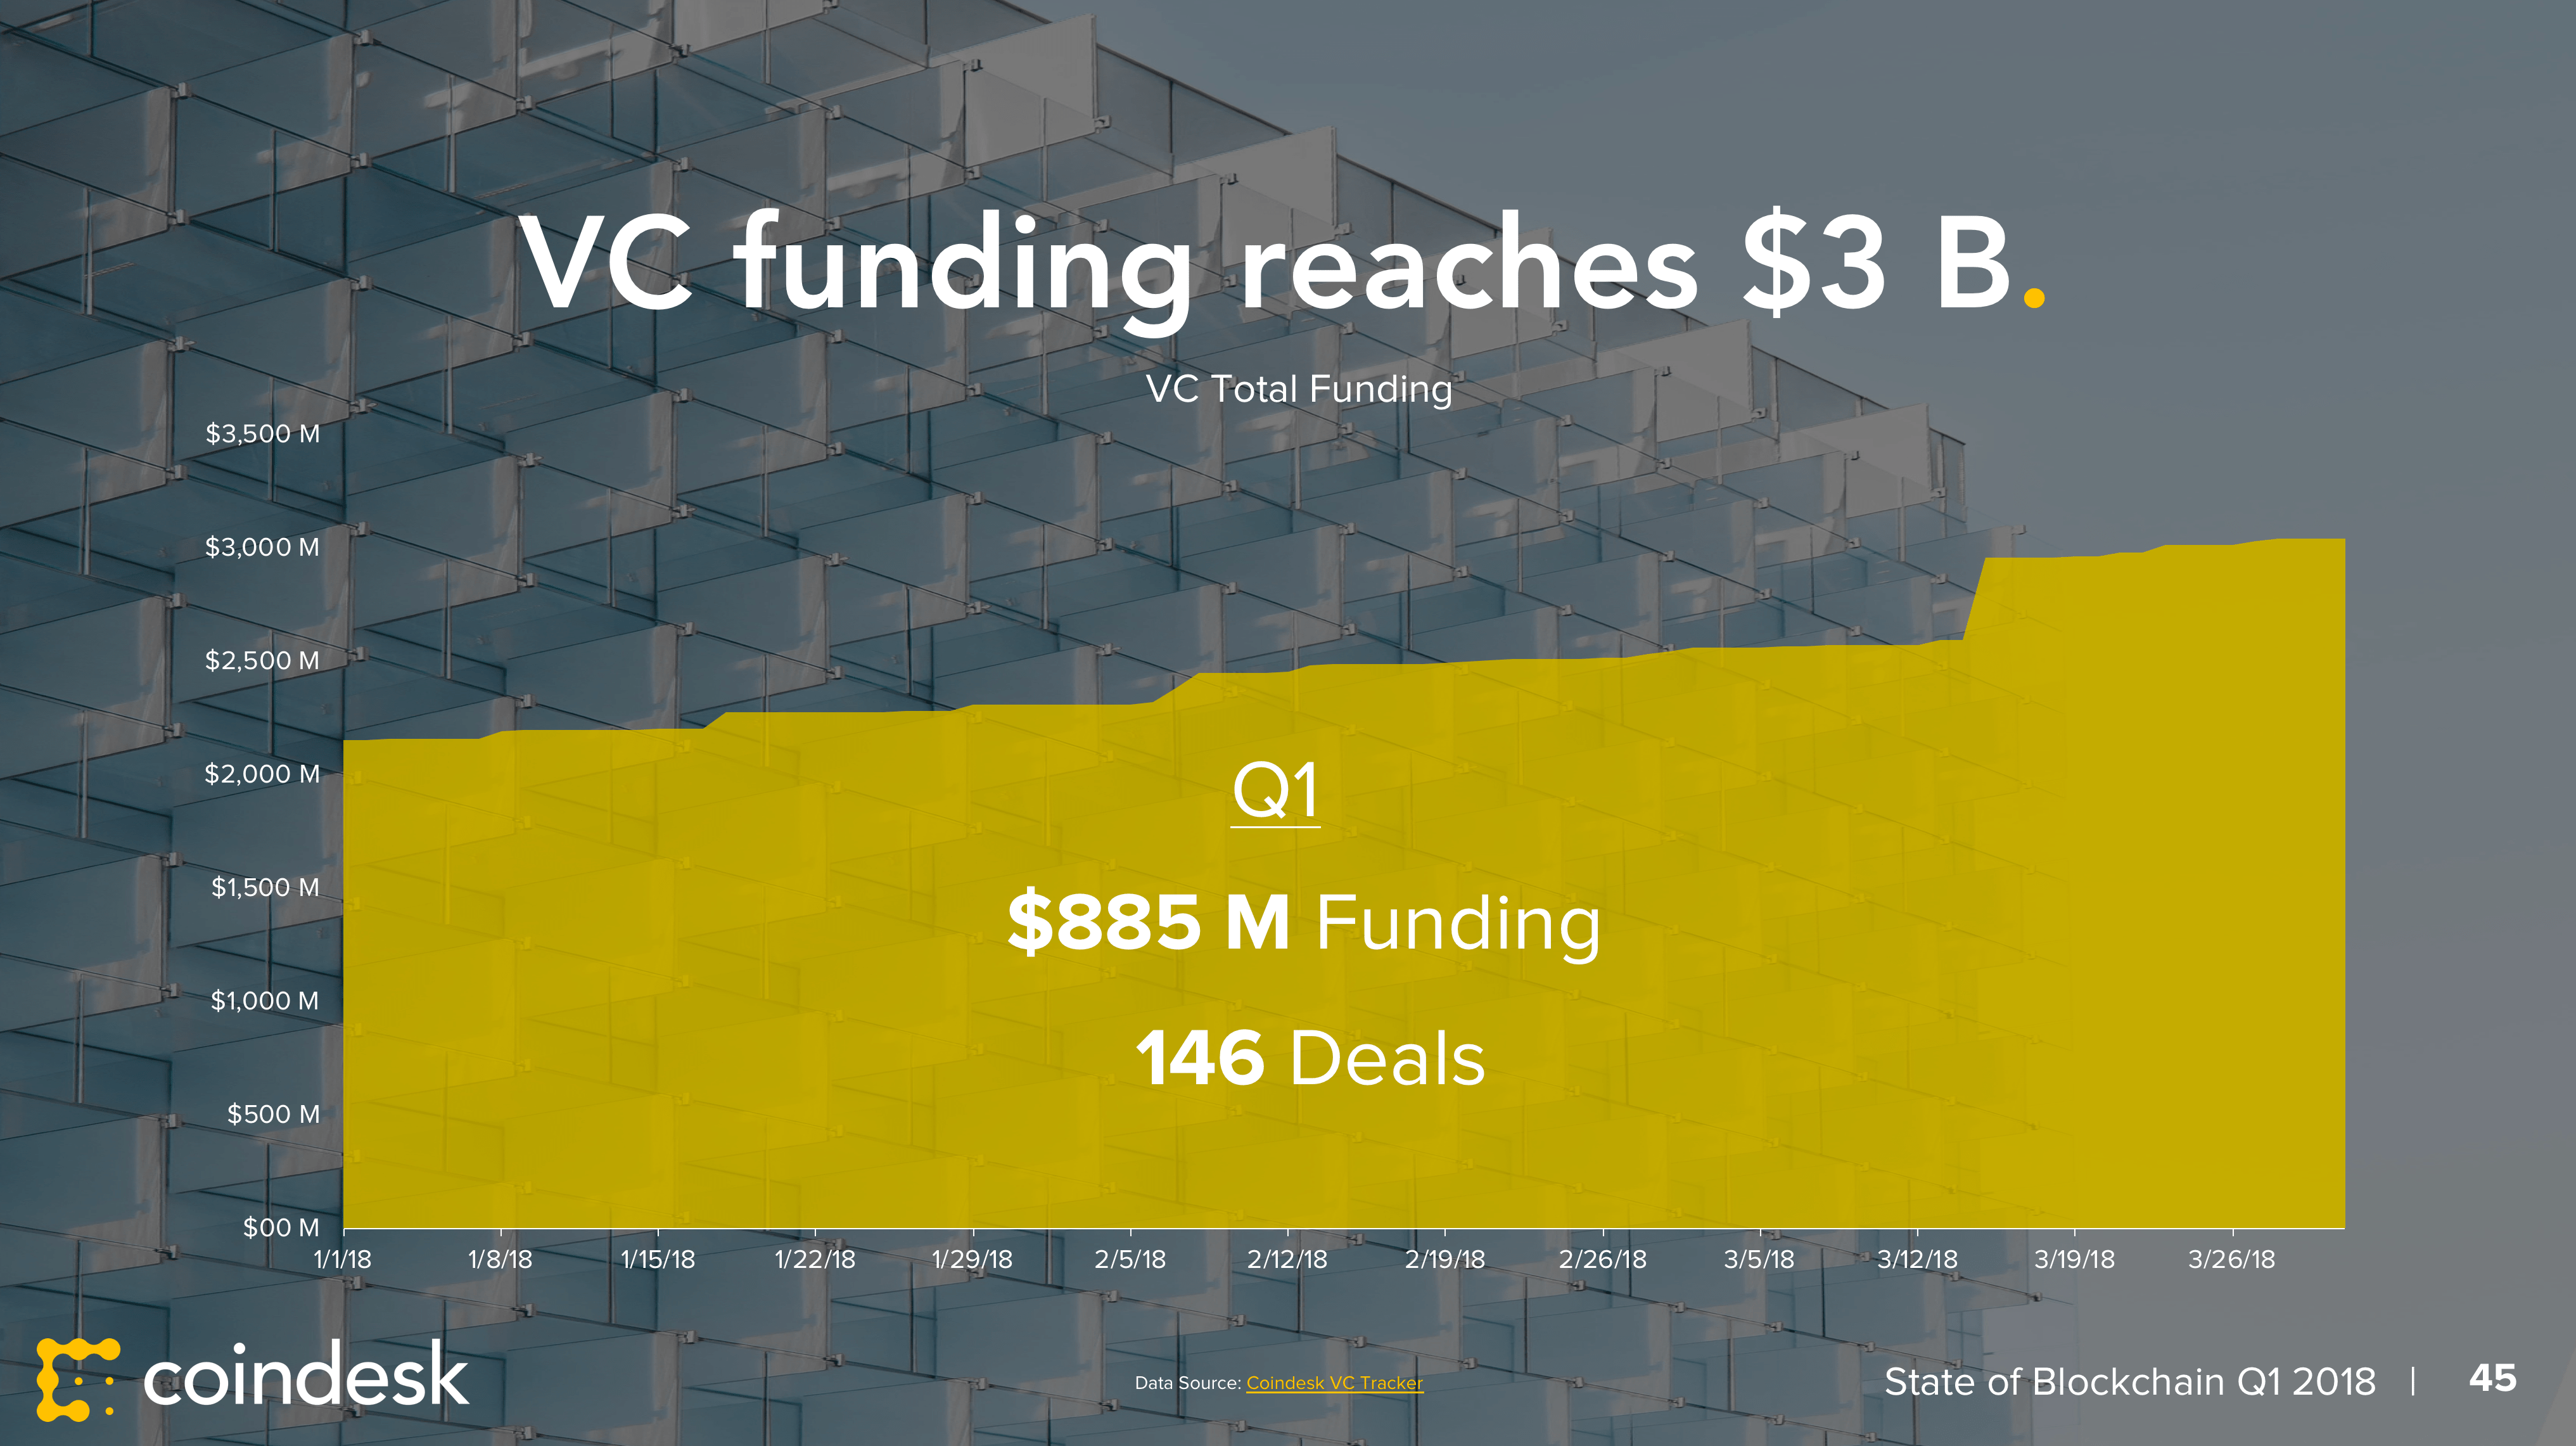 VC funding reaches $3 B.
VC Total Funding
$3,500 M
$3,000 M
$2,500 M
$2,000 M
$1,500 M
$1,000 M
$500 M
$00 M
Q1
$885 M Funding
146 Deals
1/1/18 1/8/18 1/15/18 1/22/18 1/29/18 2/5/18 2/12/18 2/19/18 2/26/18 3/5/18 3/12/18 3/19/18 3/26/18
coindesk
Data Source: Coindesk VC Tracker
State of Blockchain Q1 2018 | 45